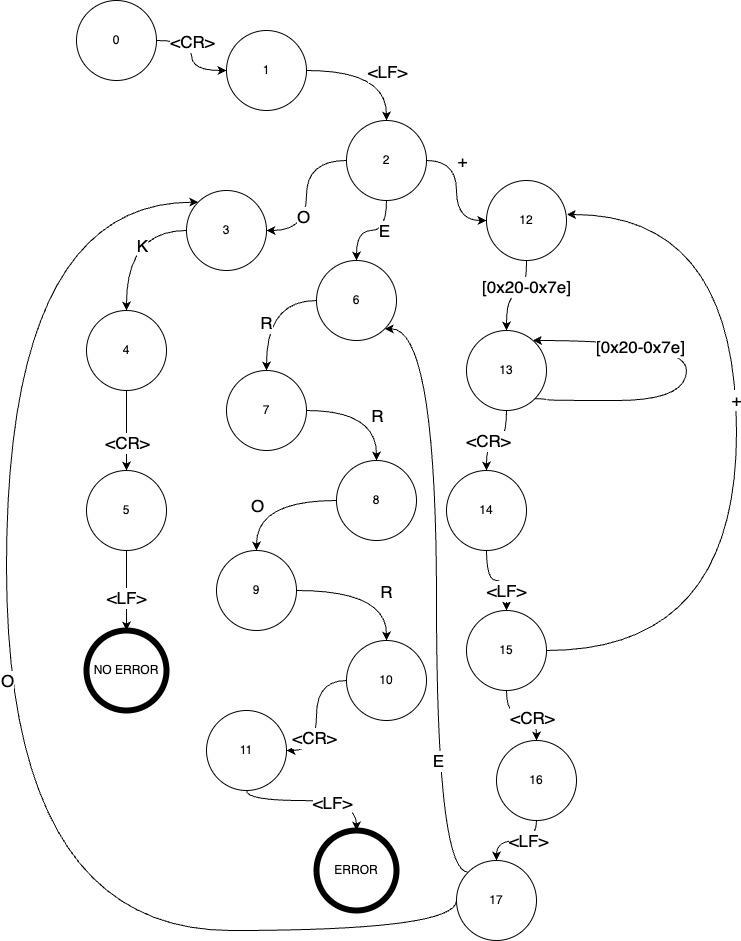 0
<CR>
1
<LF>
2
+
O
E
3
12
K
[0x20-0x7e]
6
R
4
13
[0x20-0x7e]
7
R
+
<CR>
<CR>
8
O
5
14
9
R
<LF>
<LF>
15
NO ERROR
10
O
<CR>
<CR>
11
E
16
<LF>
<LF>
ERROR
17